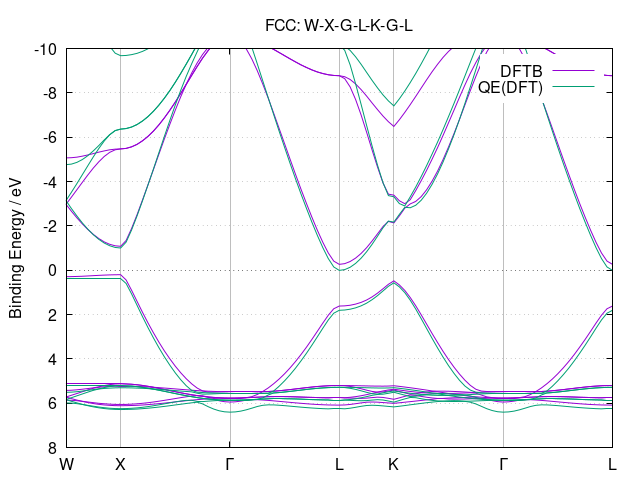 FCC: W-X-G-L-K-G-L
Binding Energy / eV
-10
-8
-6
-4
-2
0
2
4
6
8
DFTB
QE(DFT)
W X Γ L K Γ L